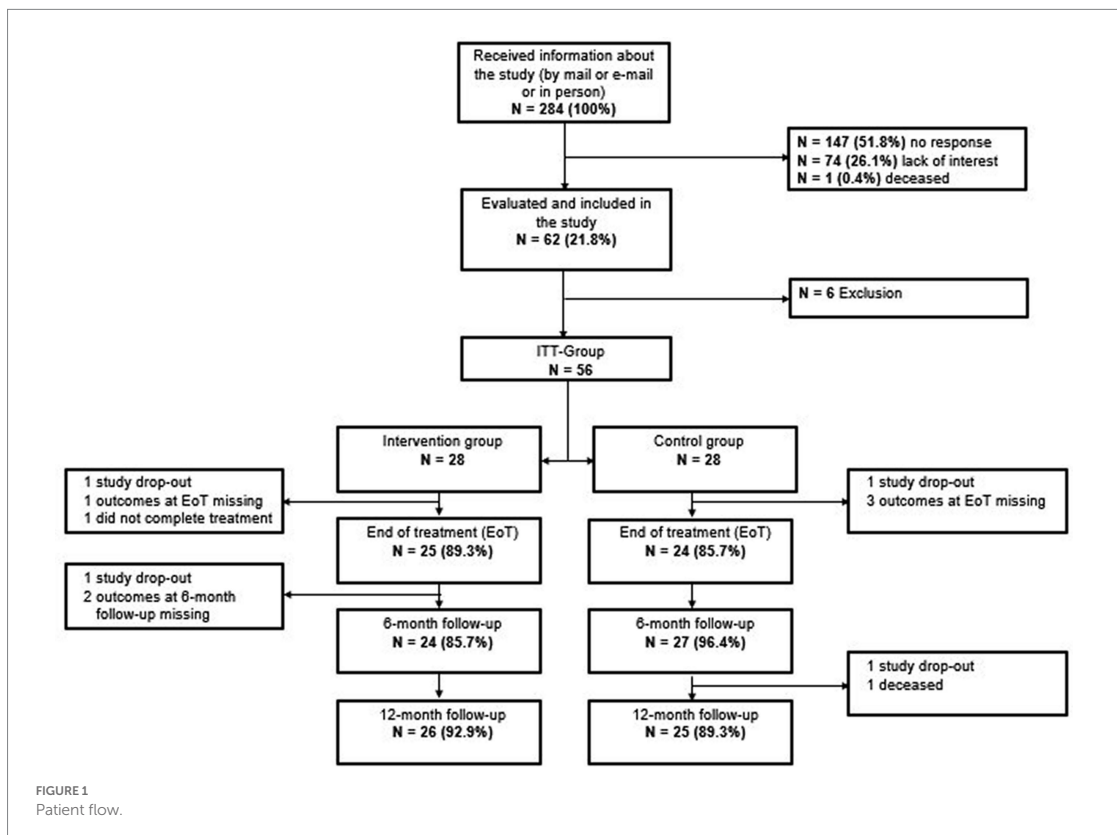 Received information about
the study (by mail or e-mail
or in person)
N = 284 (100%)
N = 147 (51.8%) no response
N = 74 (26.1%) lack of interest
N = 1 (0.4%) deceased
Evaluated and included in
the study
N = 62 (21.8%)
N = 6 Exclusion
ITT-Group
N = 56
Intervention group
N = 28
Control group
N = 28
1 study drop-out
1 outcomes at EoT missing
1 did not complete treatment
1 study drop-out
3 outcomes at EoT missing
End of treatment (EoT)
N = 25 (89.3%)
End of treatment (EoT)
N = 24 (85.7%)
1 study drop-out
2 outcomes at 6-month
follow-up missing
6-month follow-up
N = 24 (85.7%)
6-month follow-up
N = 27 (96.4%)
1 study drop-out
1 deceased
12-month follow-up
N = 26 (92.9%)
12-month follow-up
N = 25 (89.3%)
FIGURE 1
Patient flow.